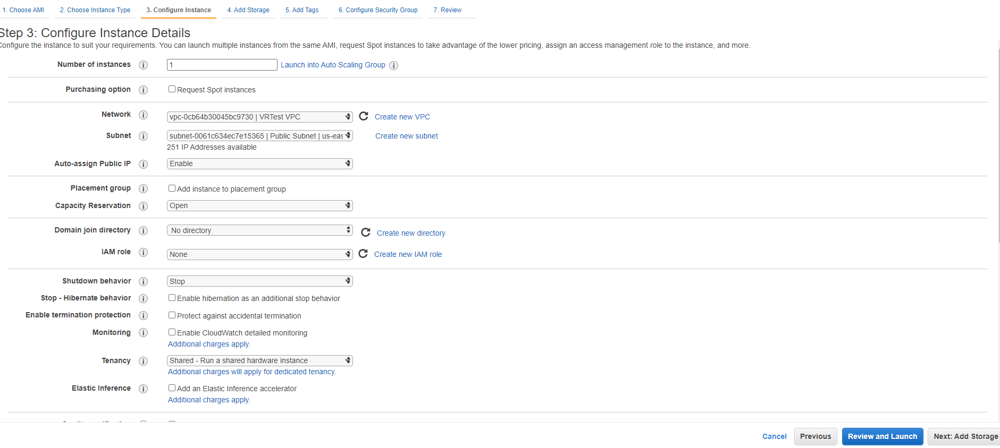 1. Choose AMI 2. Choose Instance Type 3. Configure Instance 4. Add Storage 5. Add Tags 6. Configure Security Group 7. Review
Step 3: Configure Instance Details
Configure the instance to suit your requirements. You can launch multiple instances from the same AMI, request Spot instances to take advantage of the lower pricing, assign an access management role to the instance, and more.
Number of instances i 1 Launch into Auto Scaling Group i
Purchasing option i Request Spot instances
Network i vpc-0cb64b30045bc9730 | VRTest VPC Create new VPC
Subnet i subnet-0061c634ec7e15365 | Public Subnet | us-eas Create new subnet
251 IP Addresses available
Auto-assign Public IP i Enable
Placement group i Add instance to placement group
Capacity Reservation i Open
Domain join directory i No directory Create new directory
IAM role i None Create new IAM role
Shutdown behavior i Stop
Stop - Hibernate behavior i Enable hibernation as an additional stop behavior
Enable termination protection i Protect against accidental termination
Monitoring i Enable CloudWatch detailed monitoring
Additional charges apply.
Tenancy i Shared - Run a shared hardware instance
Additional charges will apply for dedicated tenancy.
Elastic Inference i Add an Elastic Inference accelerator
Additional charges apply.
Cancel Previous Review and Launch Next: Add Storage